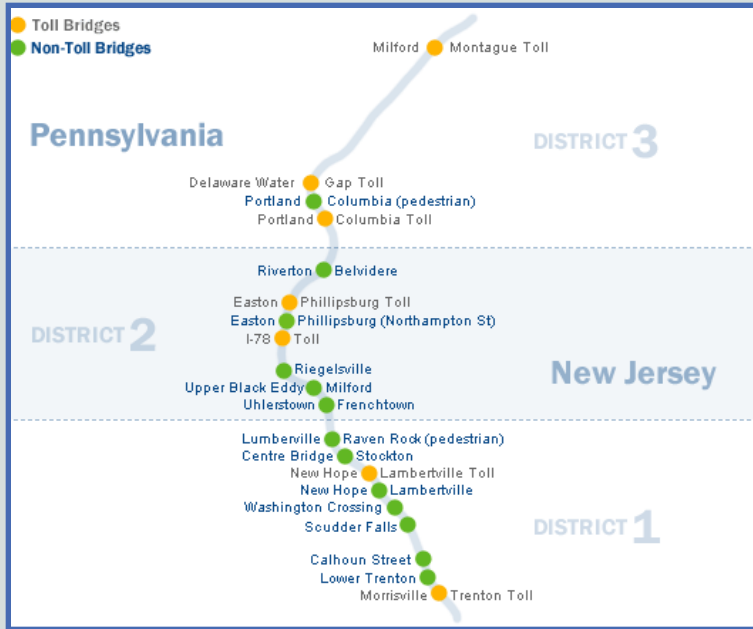 Toll Bridges
Non-Toll Bridges
Milford Montague Toll
Pennsylvania
DISTRICT 3
Delaware Water Gap Toll
Portland Columbia (pedestrian)
Portland Columbia Toll
Riverton Belvidere
Easton Phillipsburg Toll
Easton Phillipsburg (Northampton St)
DISTRICT 2
I-78 Toll
Riegelsville
New Jersey
Upper Black Eddy Milford
Uhlerstown Frenchtown
Lumberville Raven Rock (pedestrian)
Centre Bridge Stockton
New Hope Lambertville Toll
New Hope Lambertville
Washington Crossing
Scudder Falls
DISTRICT 1
Calhoun Street
Lower Trenton
Morrisville Trenton Toll